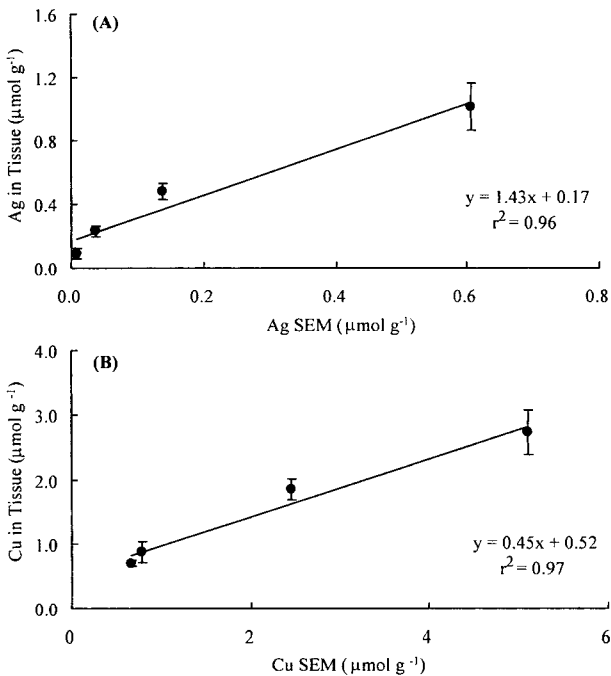 (A)
1.6
1.2
0.8
0.4
0.0
Ag in Tissue (μmol g⁻¹)
y = 1.43x + 0.17
r² = 0.96
0.0 0.2 0.4 0.6 0.8
Ag SEM (μmol g⁻¹)
(B)
4.0
3.0
2.0
1.0
0.0
Cu in Tissue (μmol g⁻¹)
y = 0.45x + 0.52
r² = 0.97
0 2 4 6
Cu SEM (μmol g⁻¹)